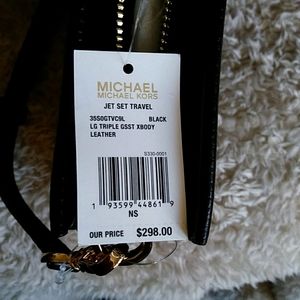 MICHAEL
MICHAEL KORS
JET SET TRAVEL
35S0GTVC9L BLACK
LG TRIPLE GSST XBODY
LEATHER
S330-0001
1 93599 44861 9
NS
OUR PRICE $298.00